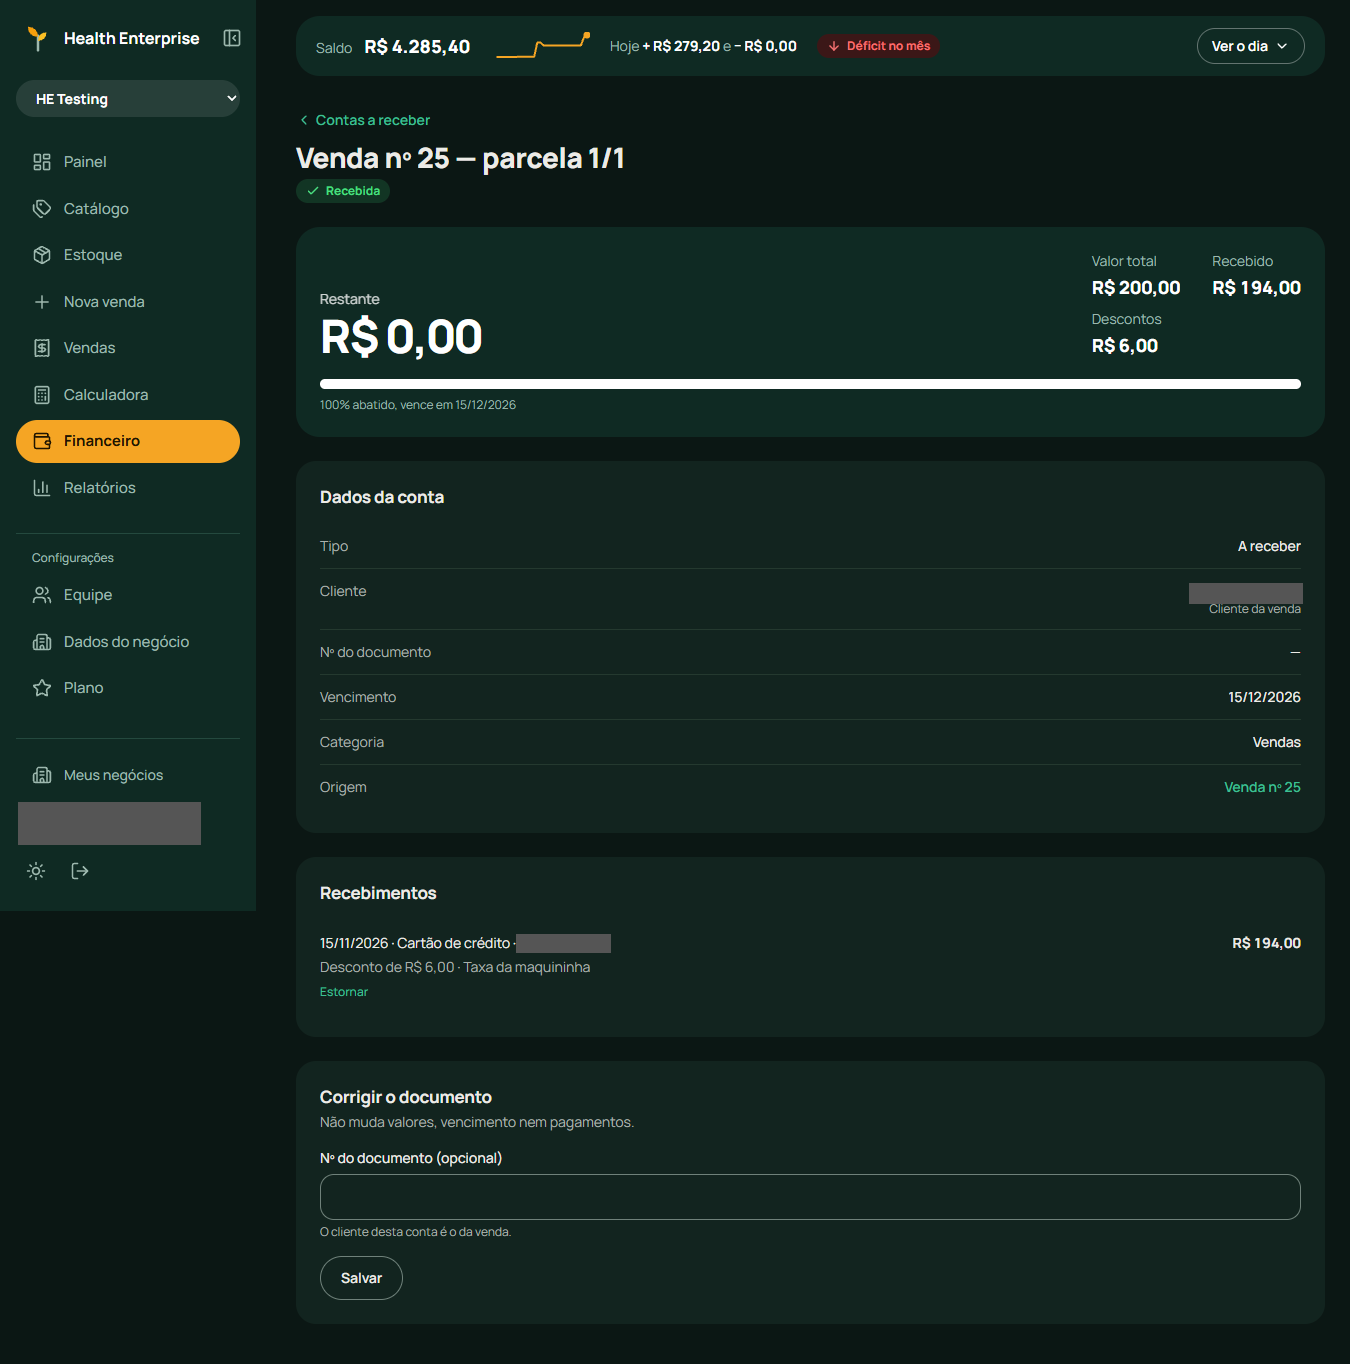 Health Enterprise
HE Testing
Painel
Catálogo
Estoque
Nova venda
Vendas
Calculadora
Financeiro
Relatórios
Configurações
Equipe
Dados do negócio
Plano
Meus negócios
Saldo R$ 4.285,40 Hoje + R$ 279,20 e − R$ 0,00 Déficit no mês Ver o dia
Contas a receber
Venda nº 25 — parcela 1/1
Recebida
Valor total Recebido
R$ 200,00 R$ 194,00
Descontos
R$ 6,00
Restante
R$ 0,00
100% abatido, vence em 15/12/2026
Dados da conta
Tipo A receber
Cliente
Cliente da venda
Nº do documento —
Vencimento 15/12/2026
Categoria Vendas
Origem Venda nº 25
Recebimentos
15/11/2026 · Cartão de crédito · R$ 194,00
Desconto de R$ 6,00 · Taxa da maquininha
Estornar
Corrigir o documento
Não muda valores, vencimento nem pagamentos.
Nº do documento (opcional)
O cliente desta conta é o da venda.
Salvar